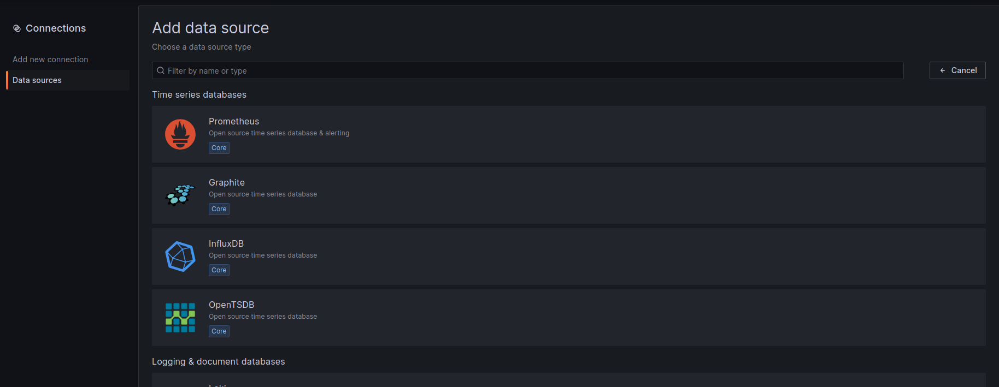 Connections
Add new connection
Data sources
Add data source
Choose a data source type
Filter by name or type
Cancel
Time series databases
Prometheus
Open source time series database & alerting
Core
Graphite
Open source time series database
Core
InfluxDB
Open source time series database
Core
OpenTSDB
Open source time series database
Core
Logging & document databases